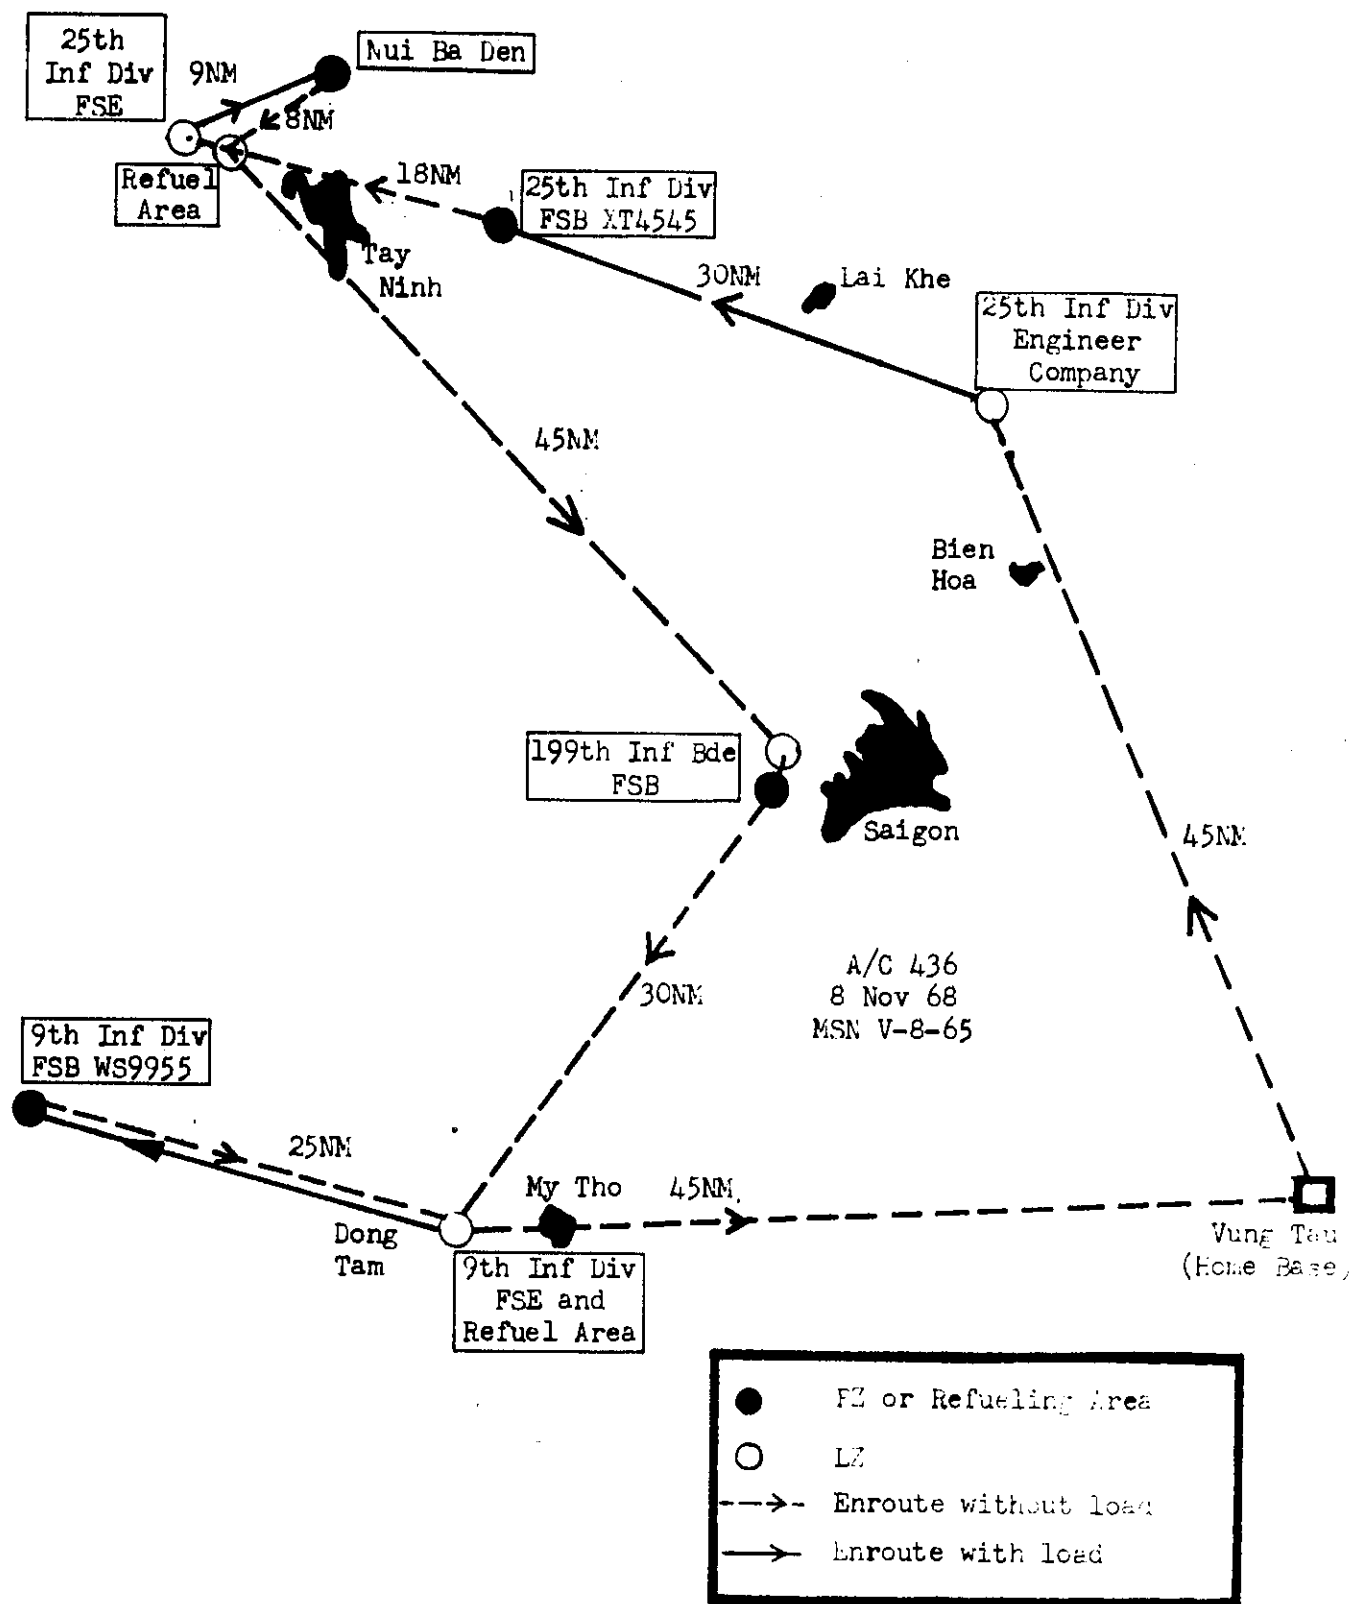 25th
Inf Div
FSE
9NM
Nui Ba Den
8NM
Refuel
Area
18NM
25th Inf Div
FSB XT4545
Tay
Ninh
30NM
Lai Khe
25th Inf Div
Engineer
Company
45NM
Bien
Hoa
199th Inf Bde
FSB
Saigon
45NM
A/C 436
8 Nov 68
MSN V-8-65
30NM
9th Inf Div
FSB WS9955
25NM
My Tho
45NM
Dong
Tam
9th Inf Div
FSE and
Refuel Area
Vung Tau
(Home Base)
PZ or Refueling Area
LZ
Enroute without load
Enroute with load